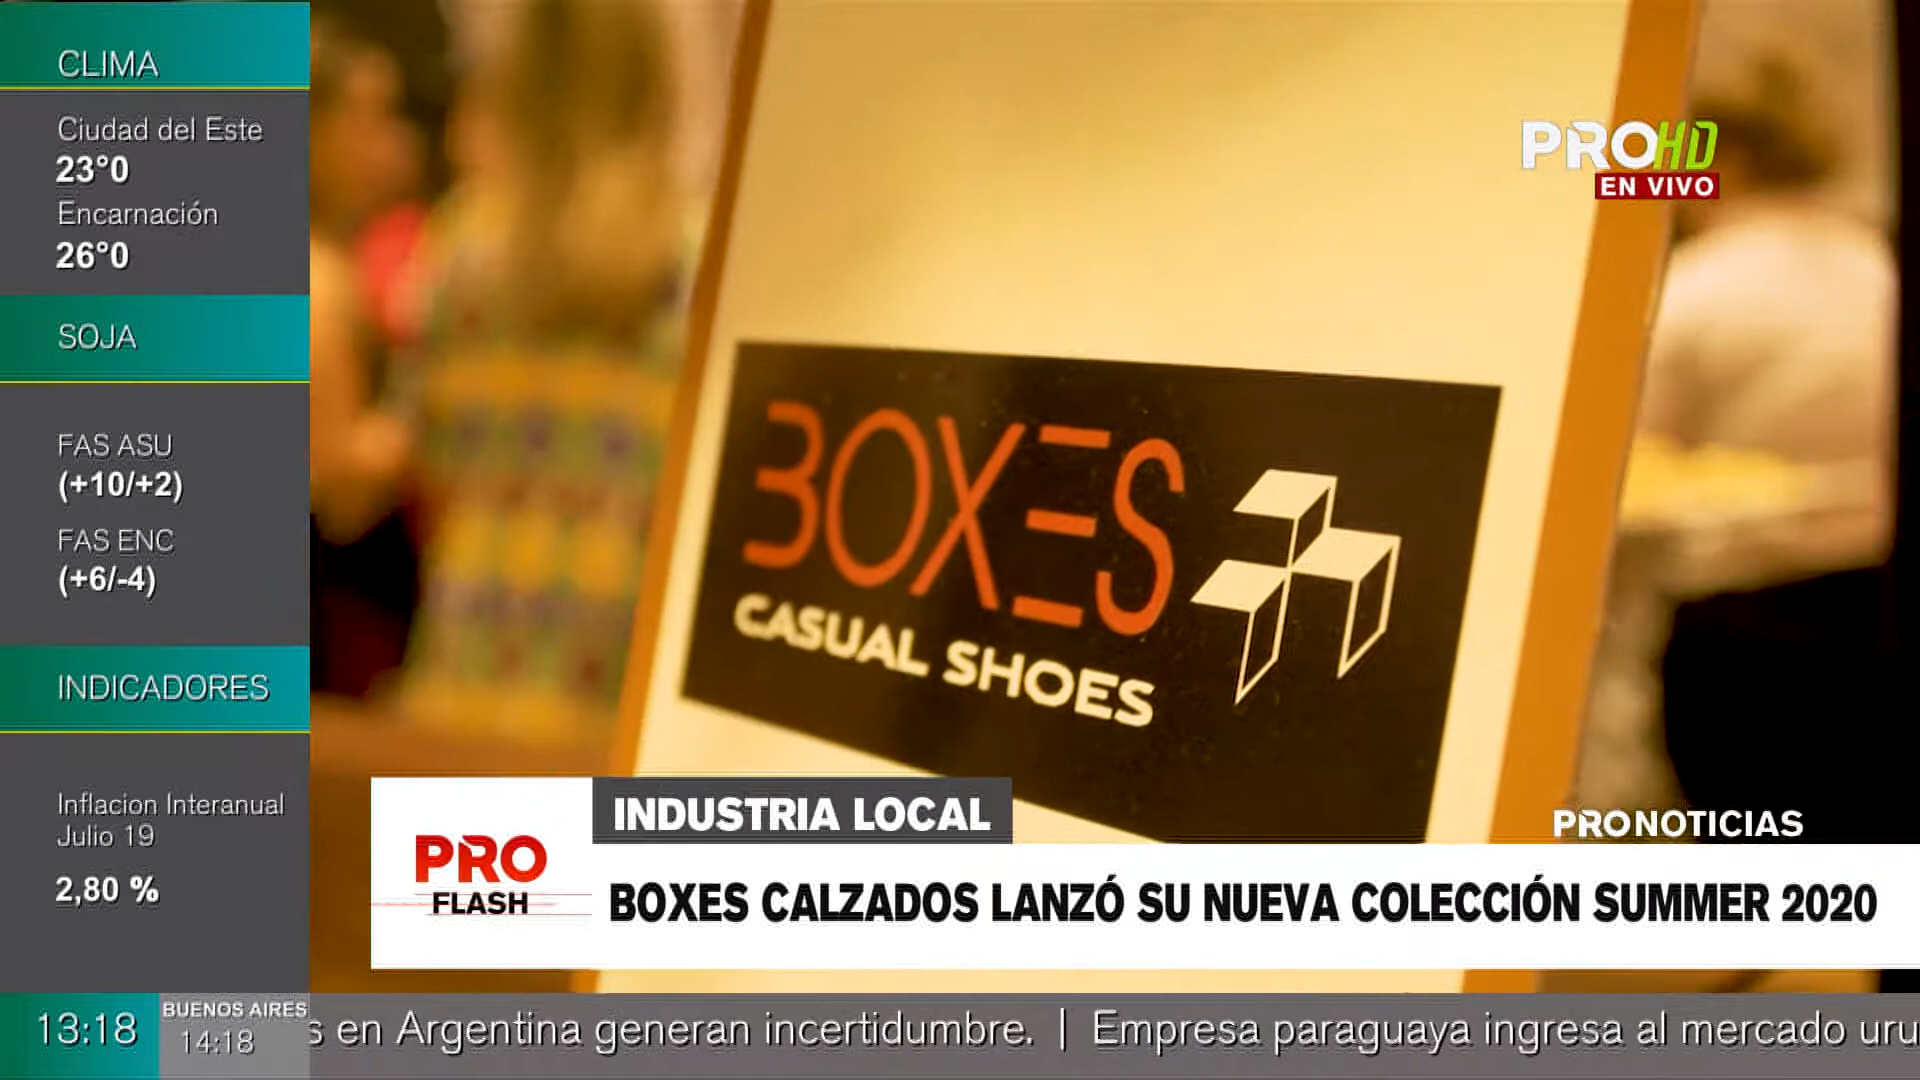 CLIMA
Ciudad del Este
23°0
Encarnación
26°0
SOJA
FAS ASU
(+10/+2)
FAS ENC
(+6/-4)
INDICADORES
Inflacion Interanual
Julio 19
2,80 %
PROHD
EN VIVO
BOXES
CASUAL SHOES
INDUSTRIA LOCAL
PRONOTICIAS
PRO
FLASH
BOXES CALZADOS LANZÓ SU NUEVA COLECCIÓN SUMMER 2020
13:18
BUENOS AIRES
14:18
s en Argentina generan incertidumbre. | Empresa paraguaya ingresa al mercado uru